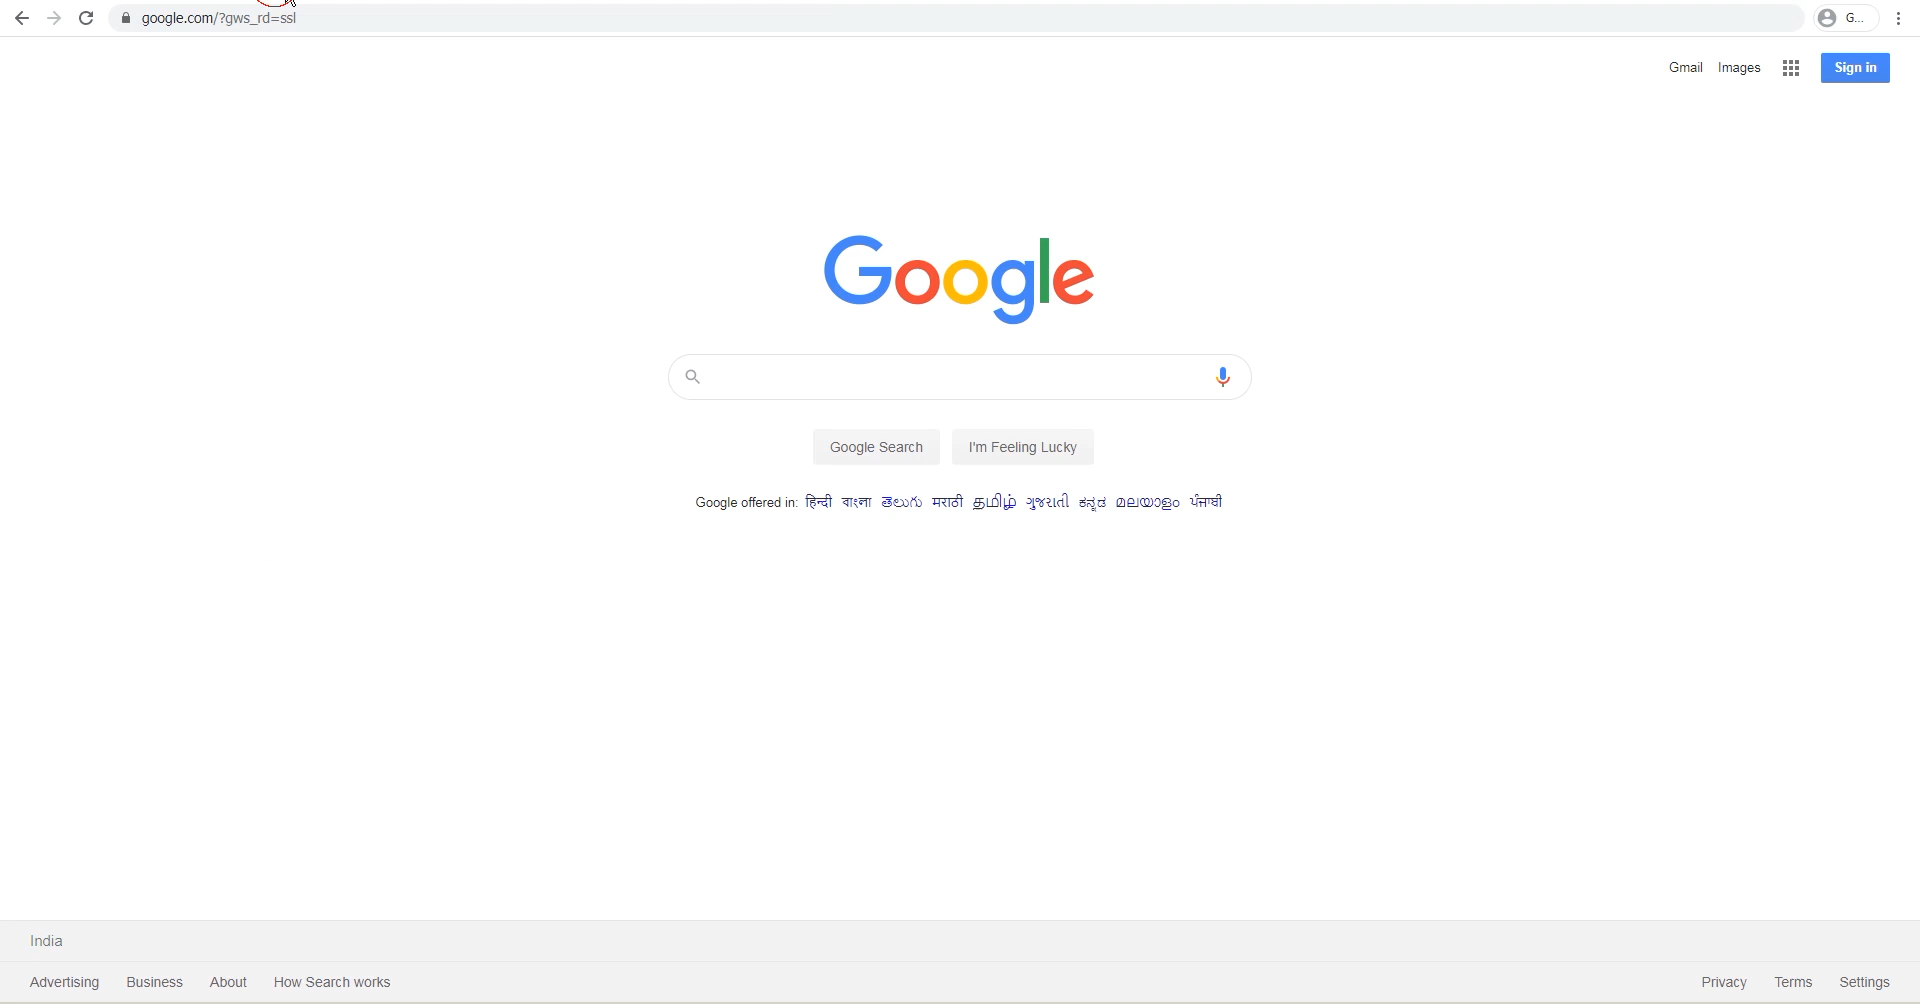 google.com/?gws_rd=ssl G...
Gmail Images Sign in
Google
Google Search I'm Feeling Lucky
Google offered in: हिन्दी বাংলা తెలుగు मराठी தமிழ் ગુજરાતી ಕನ್ನಡ മലയാളം ਪੰਜਾਬੀ
India
Advertising Business About How Search works Privacy Terms Settings